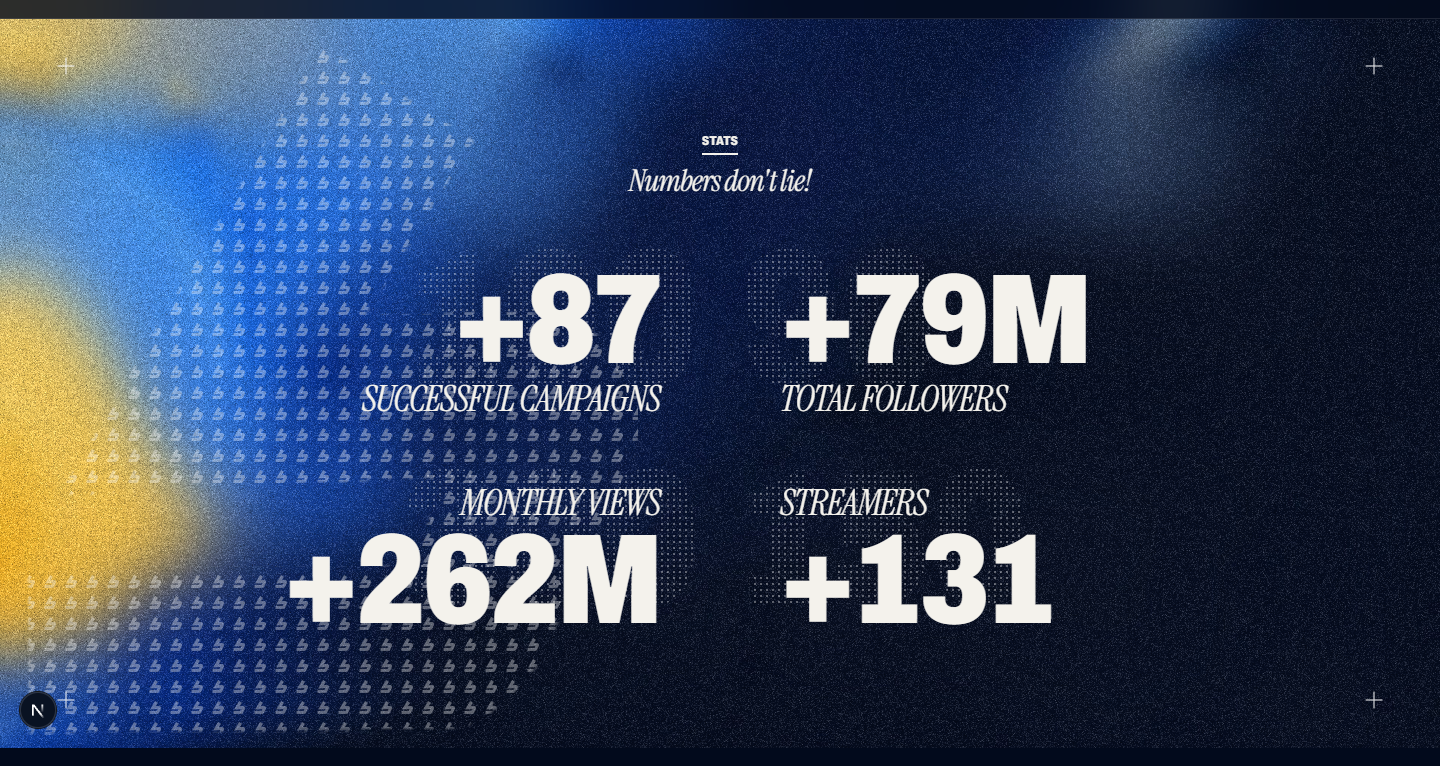 STATS
Numbers don't lie!
+87
SUCCESSFUL CAMPAIGNS
+79M
TOTAL FOLLOWERS
MONTHLY VIEWS
+262M
STREAMERS
+131
N